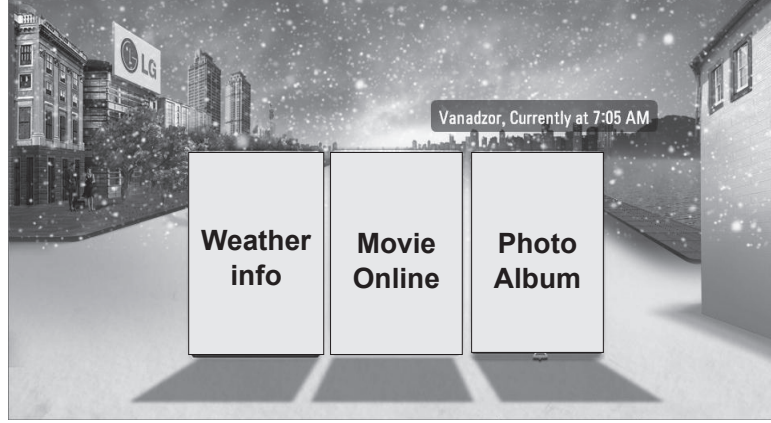 LG
Vanadzor, Currently at 7:05 AM
Weather
info
Movie
Online
Photo
Album